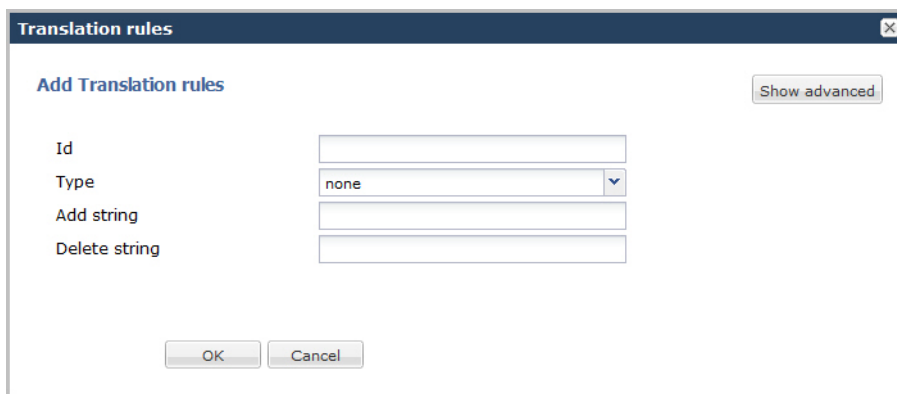 Translation rules
Add Translation rules
Show advanced
Id
Type none
Add string
Delete string
OK Cancel